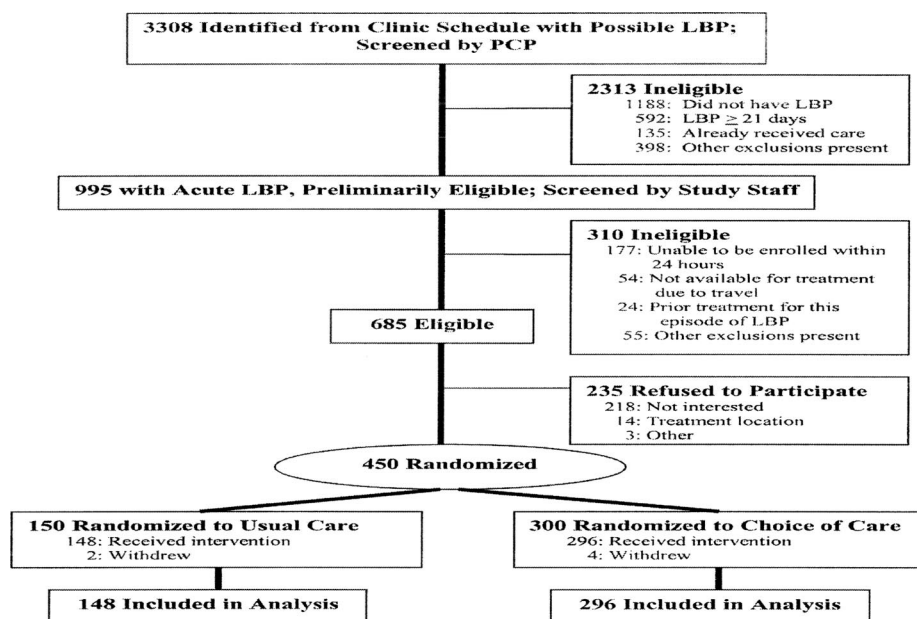 3308 Identified from Clinic Schedule with Possible LBP;
Screened by PCP
2313 Ineligible
1188: Did not have LBP
592: LBP ≥ 21 days
135: Already received care
398: Other exclusions present
995 with Acute LBP, Preliminarily Eligible; Screened by Study Staff
310 Ineligible
177: Unable to be enrolled within
24 hours
54: Not available for treatment
due to travel
24: Prior treatment for this
episode of LBP
55: Other exclusions present
685 Eligible
235 Refused to Participate
218: Not interested
14: Treatment location
3: Other
450 Randomized
150 Randomized to Usual Care
148: Received intervention
2: Withdrew
300 Randomized to Choice of Care
296: Received intervention
4: Withdrew
148 Included in Analysis
296 Included in Analysis